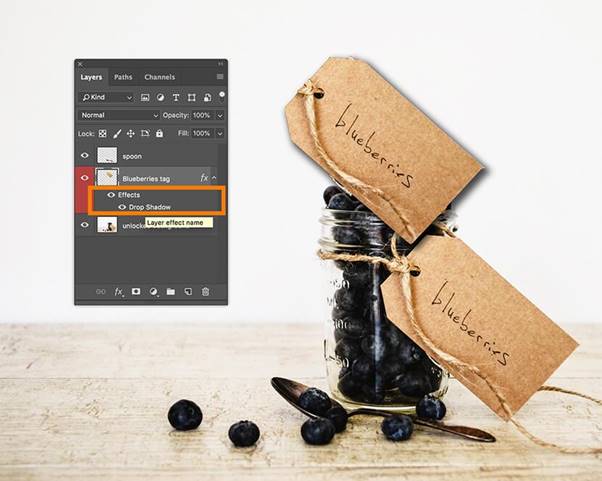 Layers Paths Channels
Kind
Normal Opacity: 100%
Lock: Fill: 100%
spoon
Blueberries tag fx
Effects
Drop Shadow
Layer effect name
fx
blueberries
blueberries